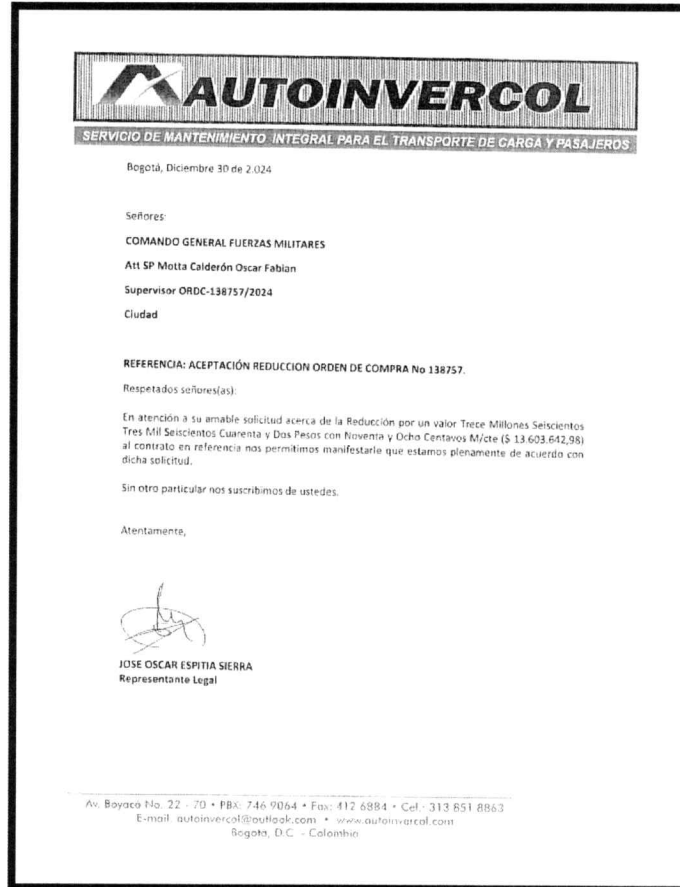 AUTOINVERCOL
SERVICIO DE MANTENIMIENTO INTEGRAL PARA EL TRANSPORTE DE CARGA Y PASAJEROS
Bogotá, Diciembre 30 de 2.024
Señores:
COMANDO GENERAL FUERZAS MILITARES
Att SP Motta Calderón Oscar Fabian
Supervisor ORDC-138757/2024
Ciudad
REFERENCIA: ACEPTACIÓN REDUCCION ORDEN DE COMPRA No 138757.
Respetados señores(as):
En atención a su amable solicitud acerca de la Reducción por un valor Trece Millones Seiscientos
Tres Mil Seiscientos Cuarenta y Dos Pesos con Noventa y Ocho Centavos M/cte ($ 13.603.642,98)
al contrato en referencia nos permitimos manifestarle que estamos plenamente de acuerdo con
dicha solicitud.
Sin otro particular nos suscribimos de ustedes.
Atentamente,
JOSE OSCAR ESPITIA SIERRA
Representante Legal
Av. Boyacá No. 22 - 70 • PBX: 746 9064 • Fax: 412 6884 • Cel.: 313 851 8863
E-mail: autoinvercol@outlook.com • www.autoinvercol.com
Bogotá, D.C. - Colombia